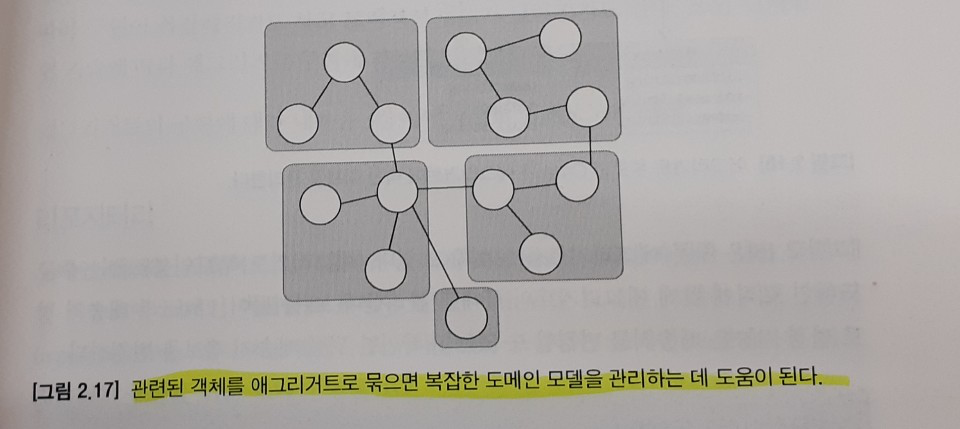 [그림 2.17] 관련된 객체를 애그리거트로 묶으면 복잡한 도메인 모델을 관리하는 데 도움이 된다.